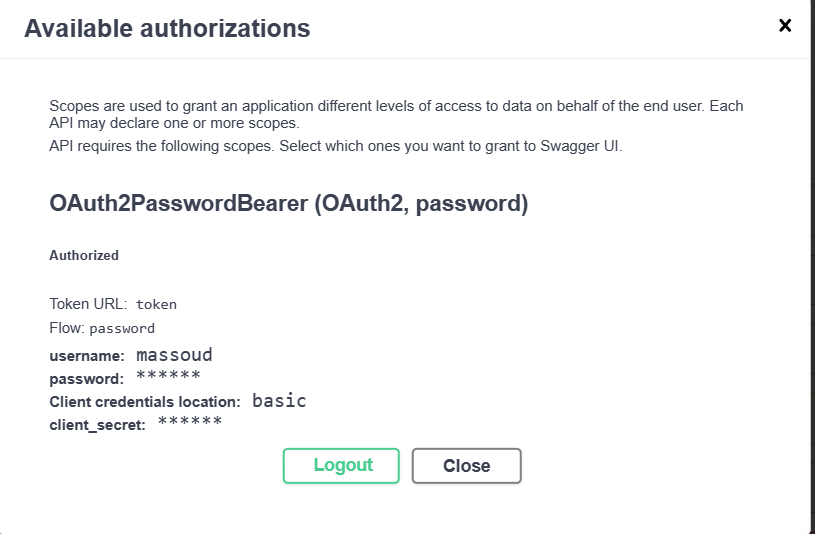 Available authorizations
Scopes are used to grant an application different levels of access to data on behalf of the end user. Each
API may declare one or more scopes.
API requires the following scopes. Select which ones you want to grant to Swagger UI.
OAuth2PasswordBearer (OAuth2, password)
Authorized
Token URL: token
Flow: password
username: massoud
password: ******
Client credentials location: basic
client_secret: ******
Logout Close